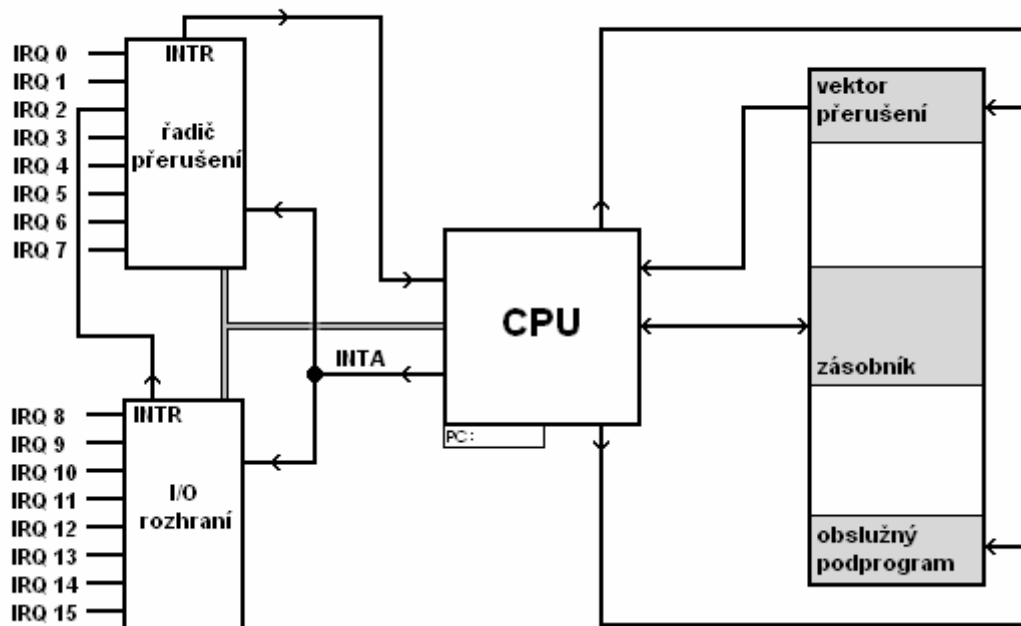 IRQ 0
IRQ 1
IRQ 2
IRQ 3
IRQ 4
IRQ 5
IRQ 6
IRQ 7
INTR
řadič
přerušení
IRQ 8
IRQ 9
IRQ 10
IRQ 11
IRQ 12
IRQ 13
IRQ 14
IRQ 15
INTR
I/O
rozhraní
INTA
CPU
PC:
vektor
přerušení
zásobník
obslužný
podprogram